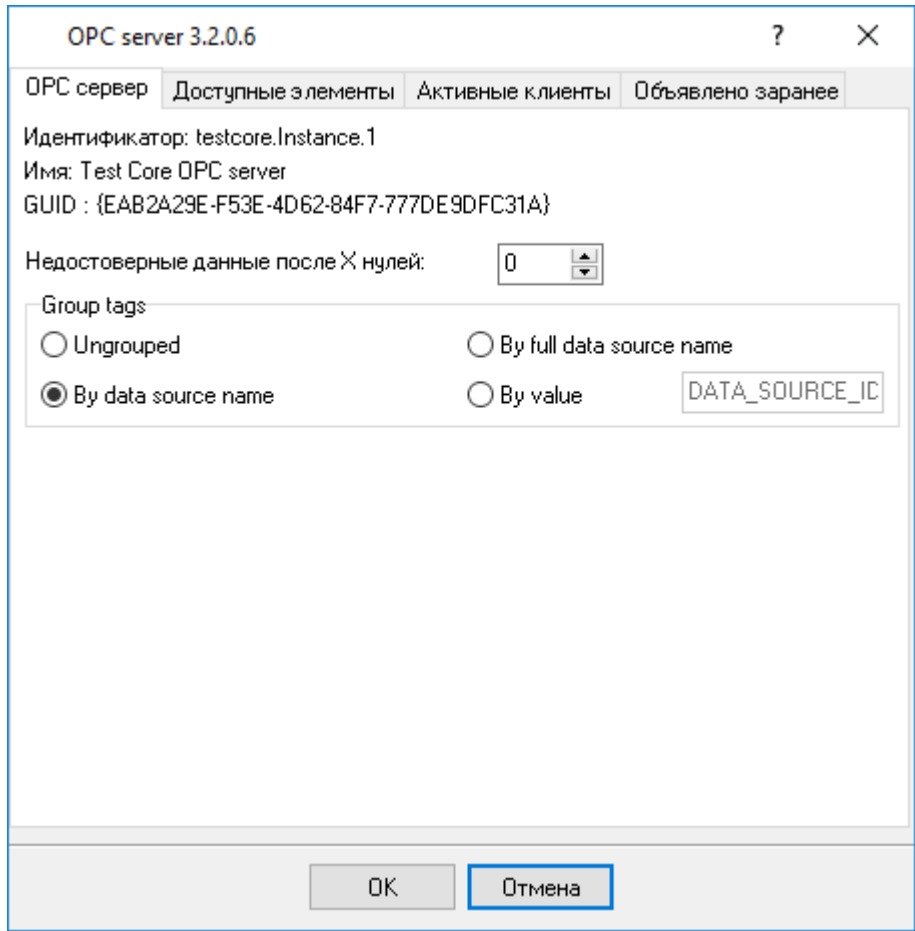 OPC server 3.2.0.6
OPC сервер Доступные элементы Активные клиенты Объявлено заранее
Идентификатор: testcore.Instance.1
Имя: Test Core OPC server
GUID : {EAB2A29E-F53E-4D62-84F7-777DE9DFC31A}
Недостоверные данные после X нулей: 0
Group tags
Ungrouped By full data source name
By data source name By value DATA_SOURCE_ID
OK Отмена